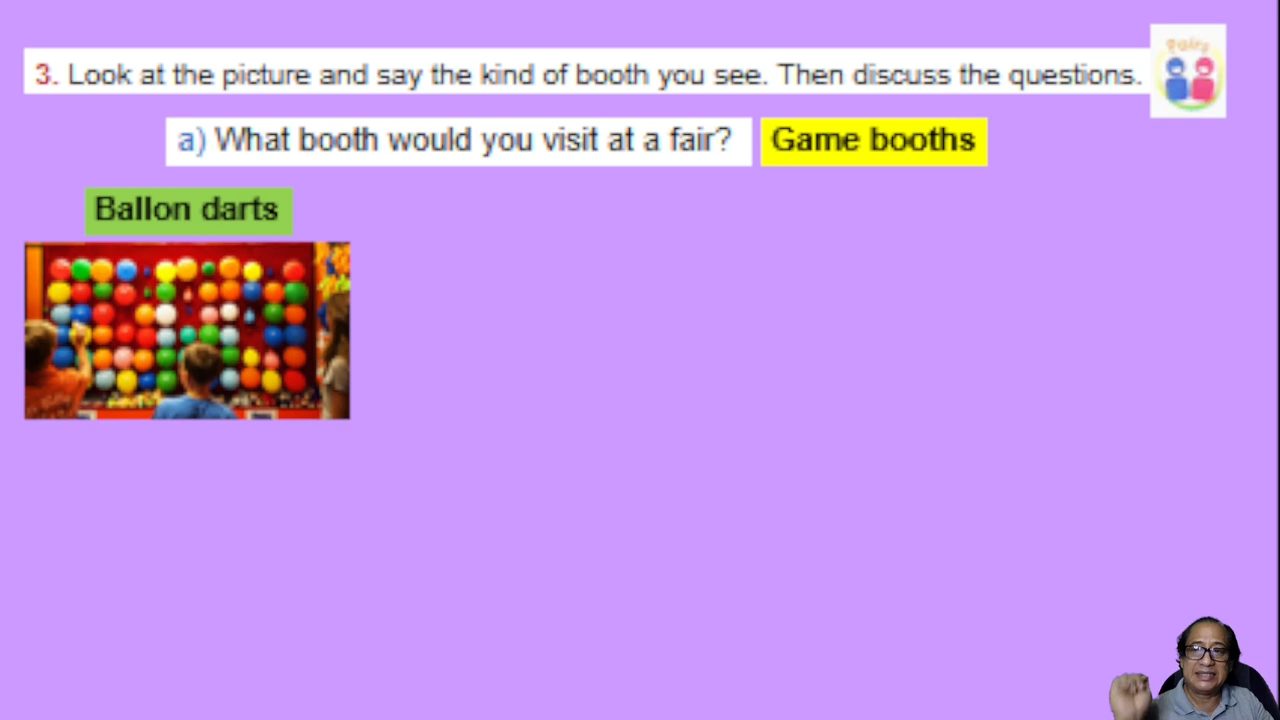 3. Look at the picture and say the kind of booth you see. Then discuss the questions.
Pairs
a) What booth would you visit at a fair? Game booths
Ballon darts